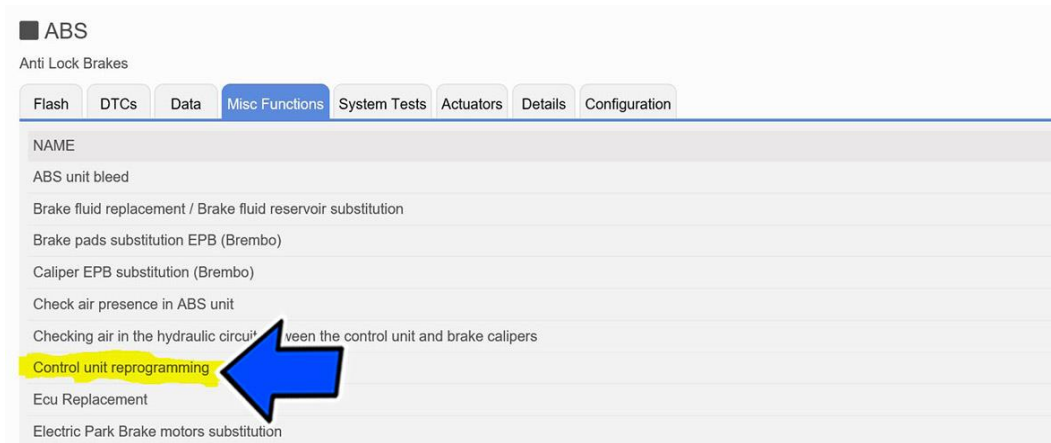 ABS
Anti Lock Brakes
Flash DTCs Data Misc Functions System Tests Actuators Details Configuration
NAME
ABS unit bleed
Brake fluid replacement / Brake fluid reservoir substitution
Brake pads substitution EPB (Brembo)
Caliper EPB substitution (Brembo)
Check air presence in ABS unit
Checking air in the hydraulic circuit ween the control unit and brake calipers
Control unit reprogramming
Ecu Replacement
Electric Park Brake motors substitution